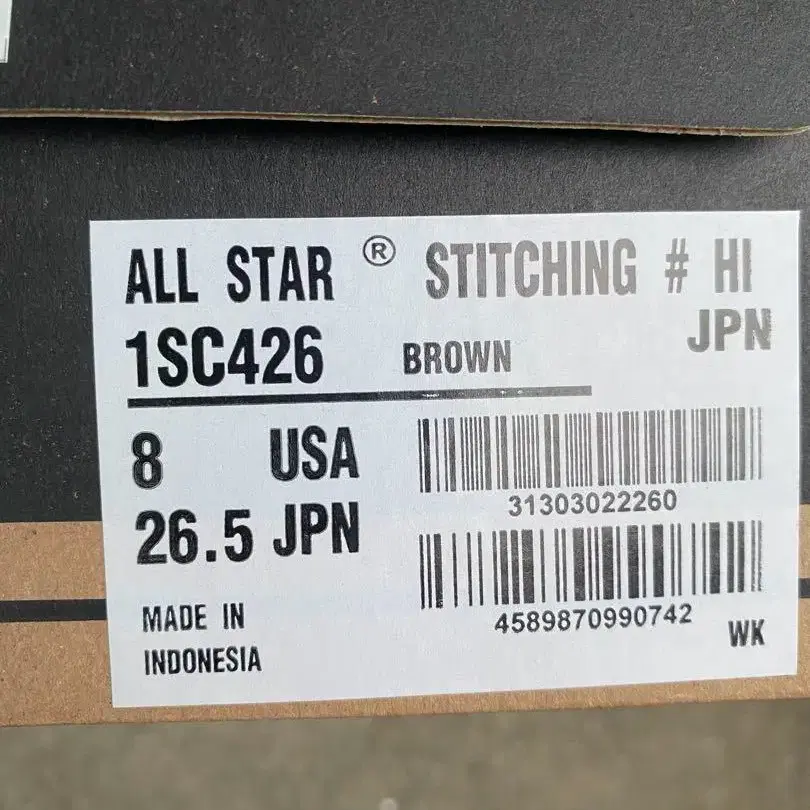 ALL STAR ® STITCHING # HI
1SC426 BROWN JPN
8 USA
26.5 JPN
31303022260
4589870990742
MADE IN
INDONESIA
WK